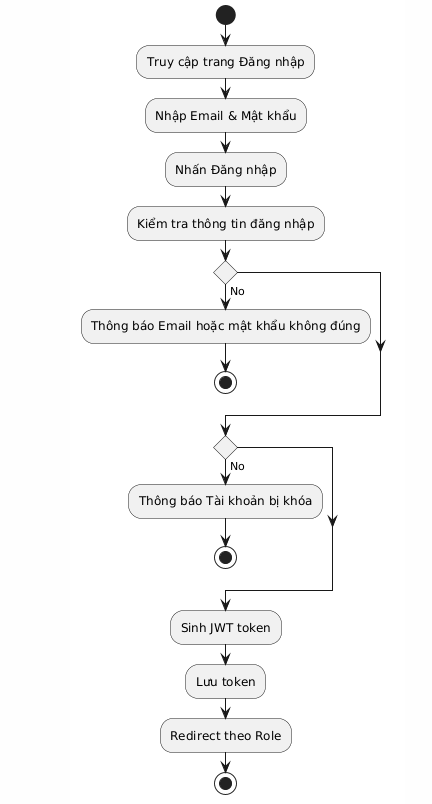 Truy cập trang Đăng nhập
Nhập Email & Mật khẩu
Nhấn Đăng nhập
Kiểm tra thông tin đăng nhập
No
Thông báo Email hoặc mật khẩu không đúng
No
Thông báo Tài khoản bị khóa
Sinh JWT token
Lưu token
Redirect theo Role